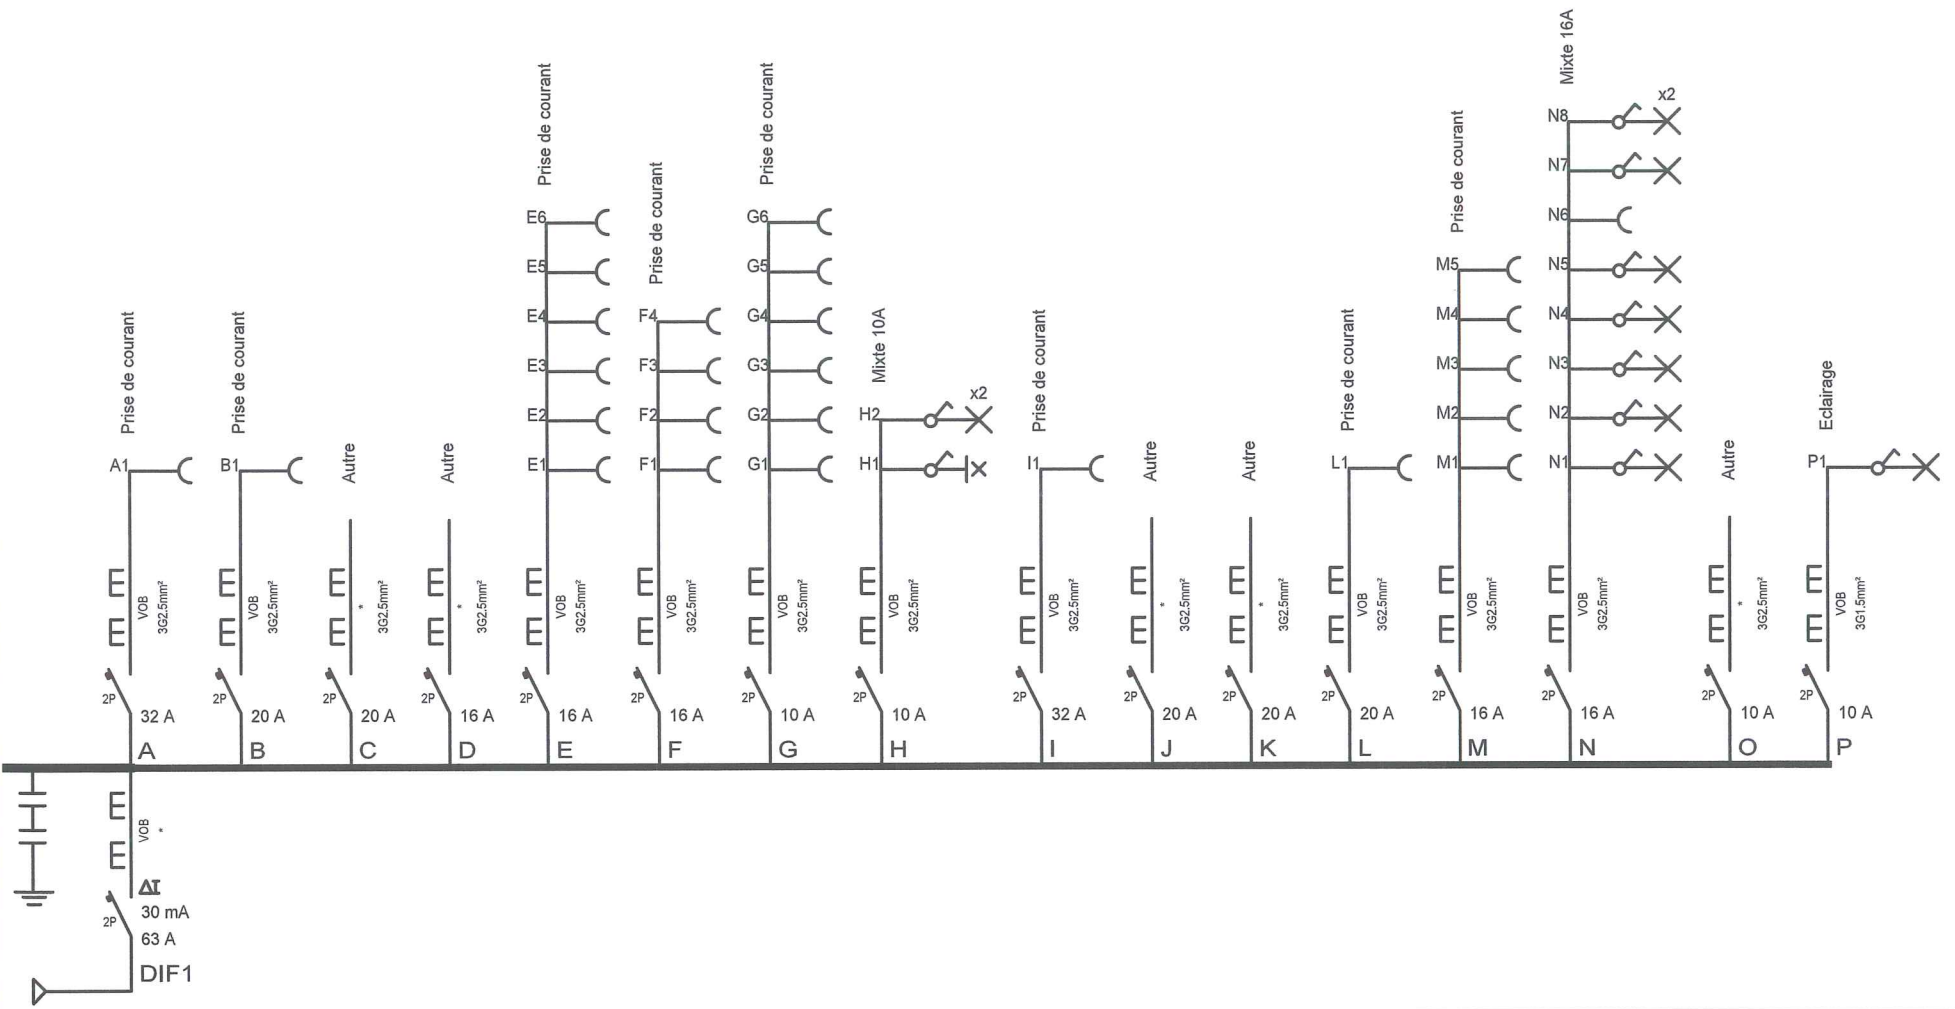 Mixte 16A
x2
N8
Prise de courant
Prise de courant
Prise de courant
N7
Prise de courant
E6
G6
N6
E5
G5
M5
N5
Prise de courant
Prise de courant
E4
F4
G4
Mixte 10A
Prise de courant
Prise de courant
M4
N4
E3
F3
G3
M3
N3
Eclairage
x2
E2
F2
G2
H2
M2
N2
A1
B1
Autre
Autre
E1
F1
G1
H1
I1
Autre
Autre
L1
M1
N1
Autre
P1
VOB
3G2.5mm²
VOB
3G2.5mm²
*
3G2.5mm²
*
3G2.5mm²
VOB
3G2.5mm²
VOB
3G2.5mm²
VOB
3G2.5mm²
VOB
3G2.5mm²
VOB
3G2.5mm²
*
3G2.5mm²
*
3G2.5mm²
VOB
3G2.5mm²
VOB
3G2.5mm²
VOB
3G2.5mm²
*
3G2.5mm²
VOB
3G1.5mm²
2P 2P 2P 2P 2P 2P 2P 2P 2P 2P 2P 2P 2P 2P 2P 2P
32 A 20 A 20 A 16 A 16 A 16 A 10 A 10 A 32 A 20 A 20 A 20 A 16 A 16 A 10 A 10 A
A B C D E F G H I J K L M N O P
VOB
*
ΔI
2P
30 mA
63 A
DIF1